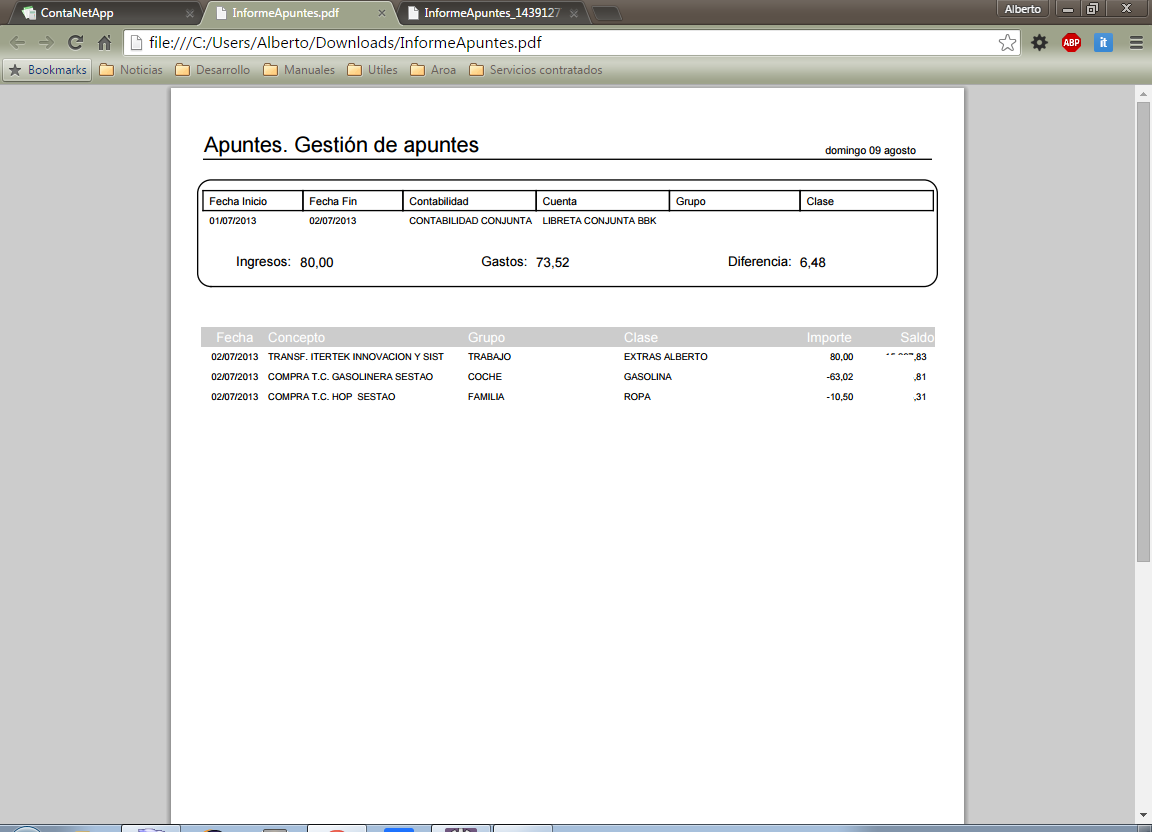 ContaNetApp InformeApuntes.pdf InformeApuntes_1439127 Alberto
file:///C:/Users/Alberto/Downloads/InformeApuntes.pdf ABP it
Bookmarks Noticias Desarrollo Manuales Utiles Aroa Servicios contratados
Apuntes. Gestión de apuntes domingo 09 agosto
Fecha Inicio Fecha Fin Contabilidad Cuenta Grupo Clase
01/07/2013 02/07/2013 CONTABILIDAD CONJUNTA LIBRETA CONJUNTA BBK
Ingresos: 80,00 Gastos: 73,52 Diferencia: 6,48
Fecha Concepto Grupo Clase Importe Saldo
02/07/2013 TRANSF. ITERTEK INNOVACION Y SIST TRABAJO EXTRAS ALBERTO 80,00 ,83
02/07/2013 COMPRA T.C. GASOLINERA SESTAO COCHE GASOLINA -63,02 ,81
02/07/2013 COMPRA T.C. HOP SESTAO FAMILIA ROPA -10,50 ,31